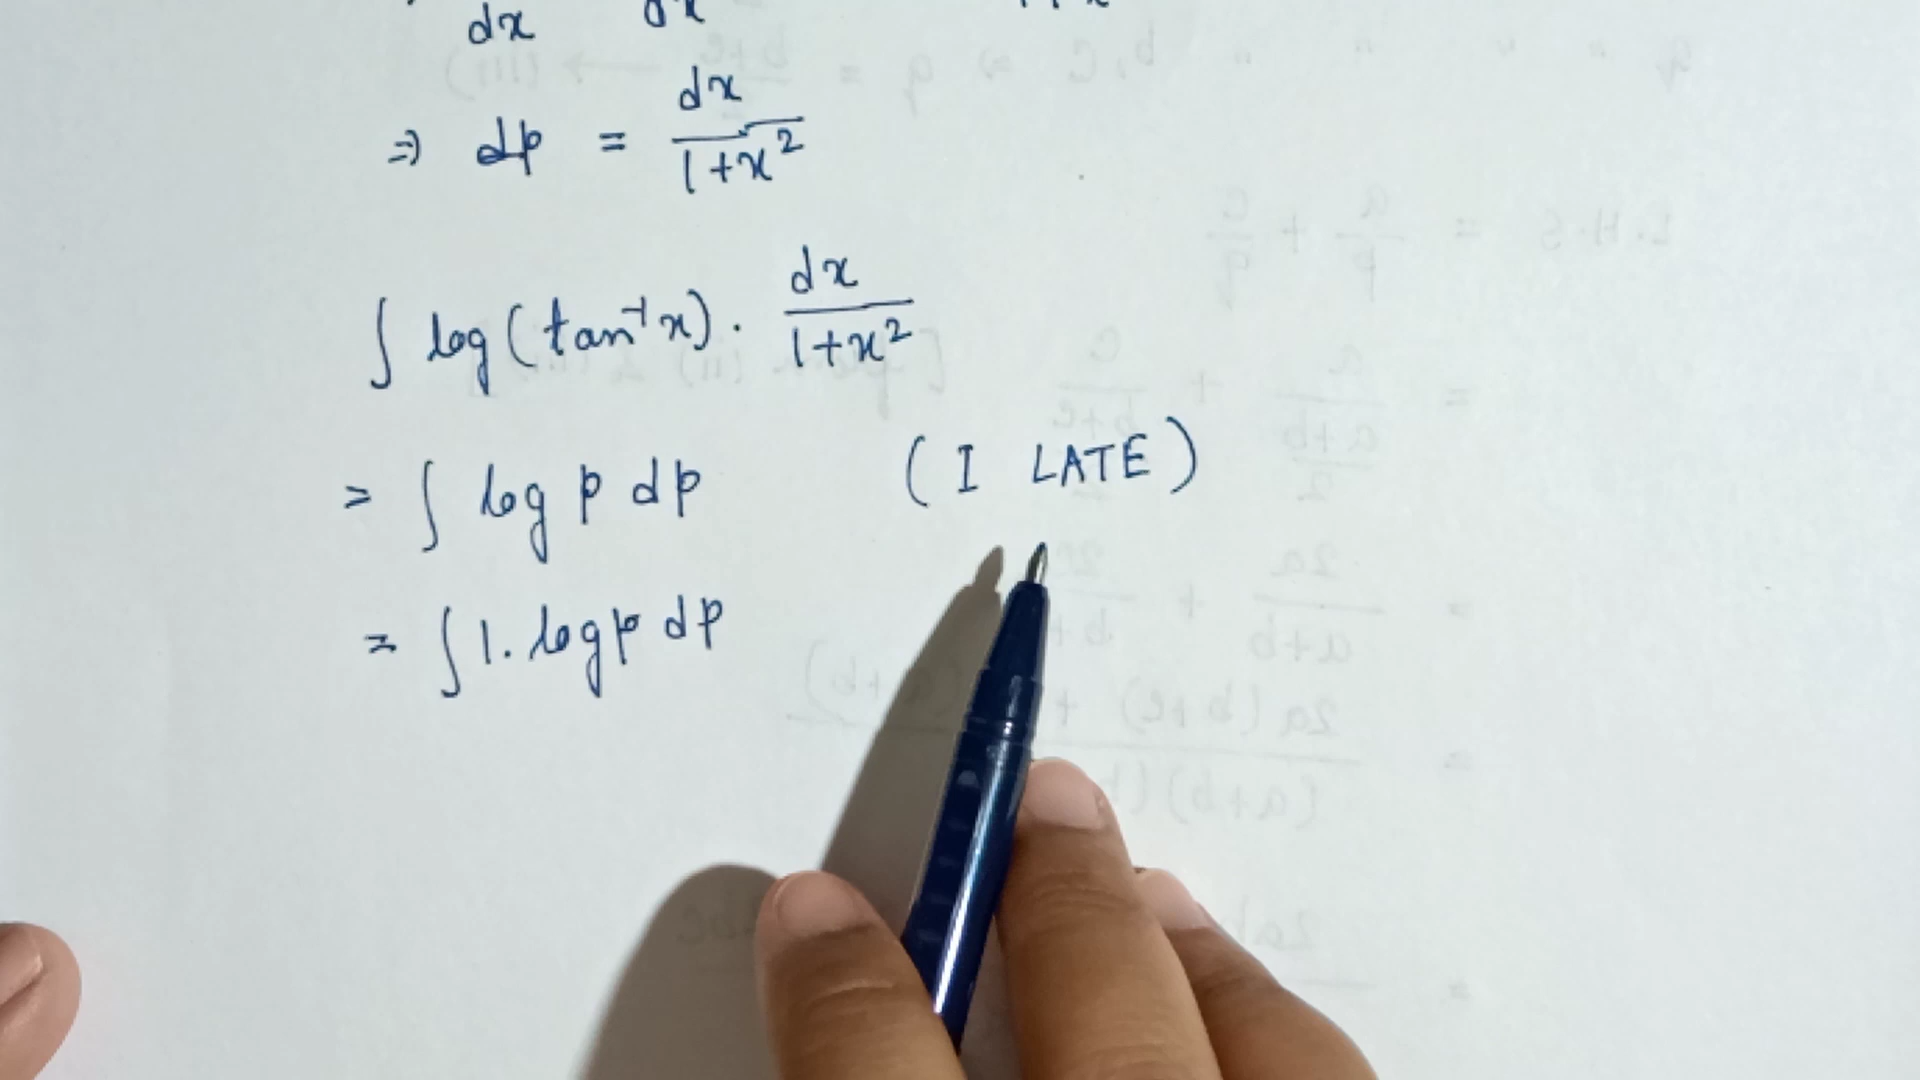 dx dx
⇒ dp = dx/(1+x²)
∫ log(tan⁻¹x). dx/(1+x²)
= ∫ log p dp (I LATE)
= ∫ 1. log p dp